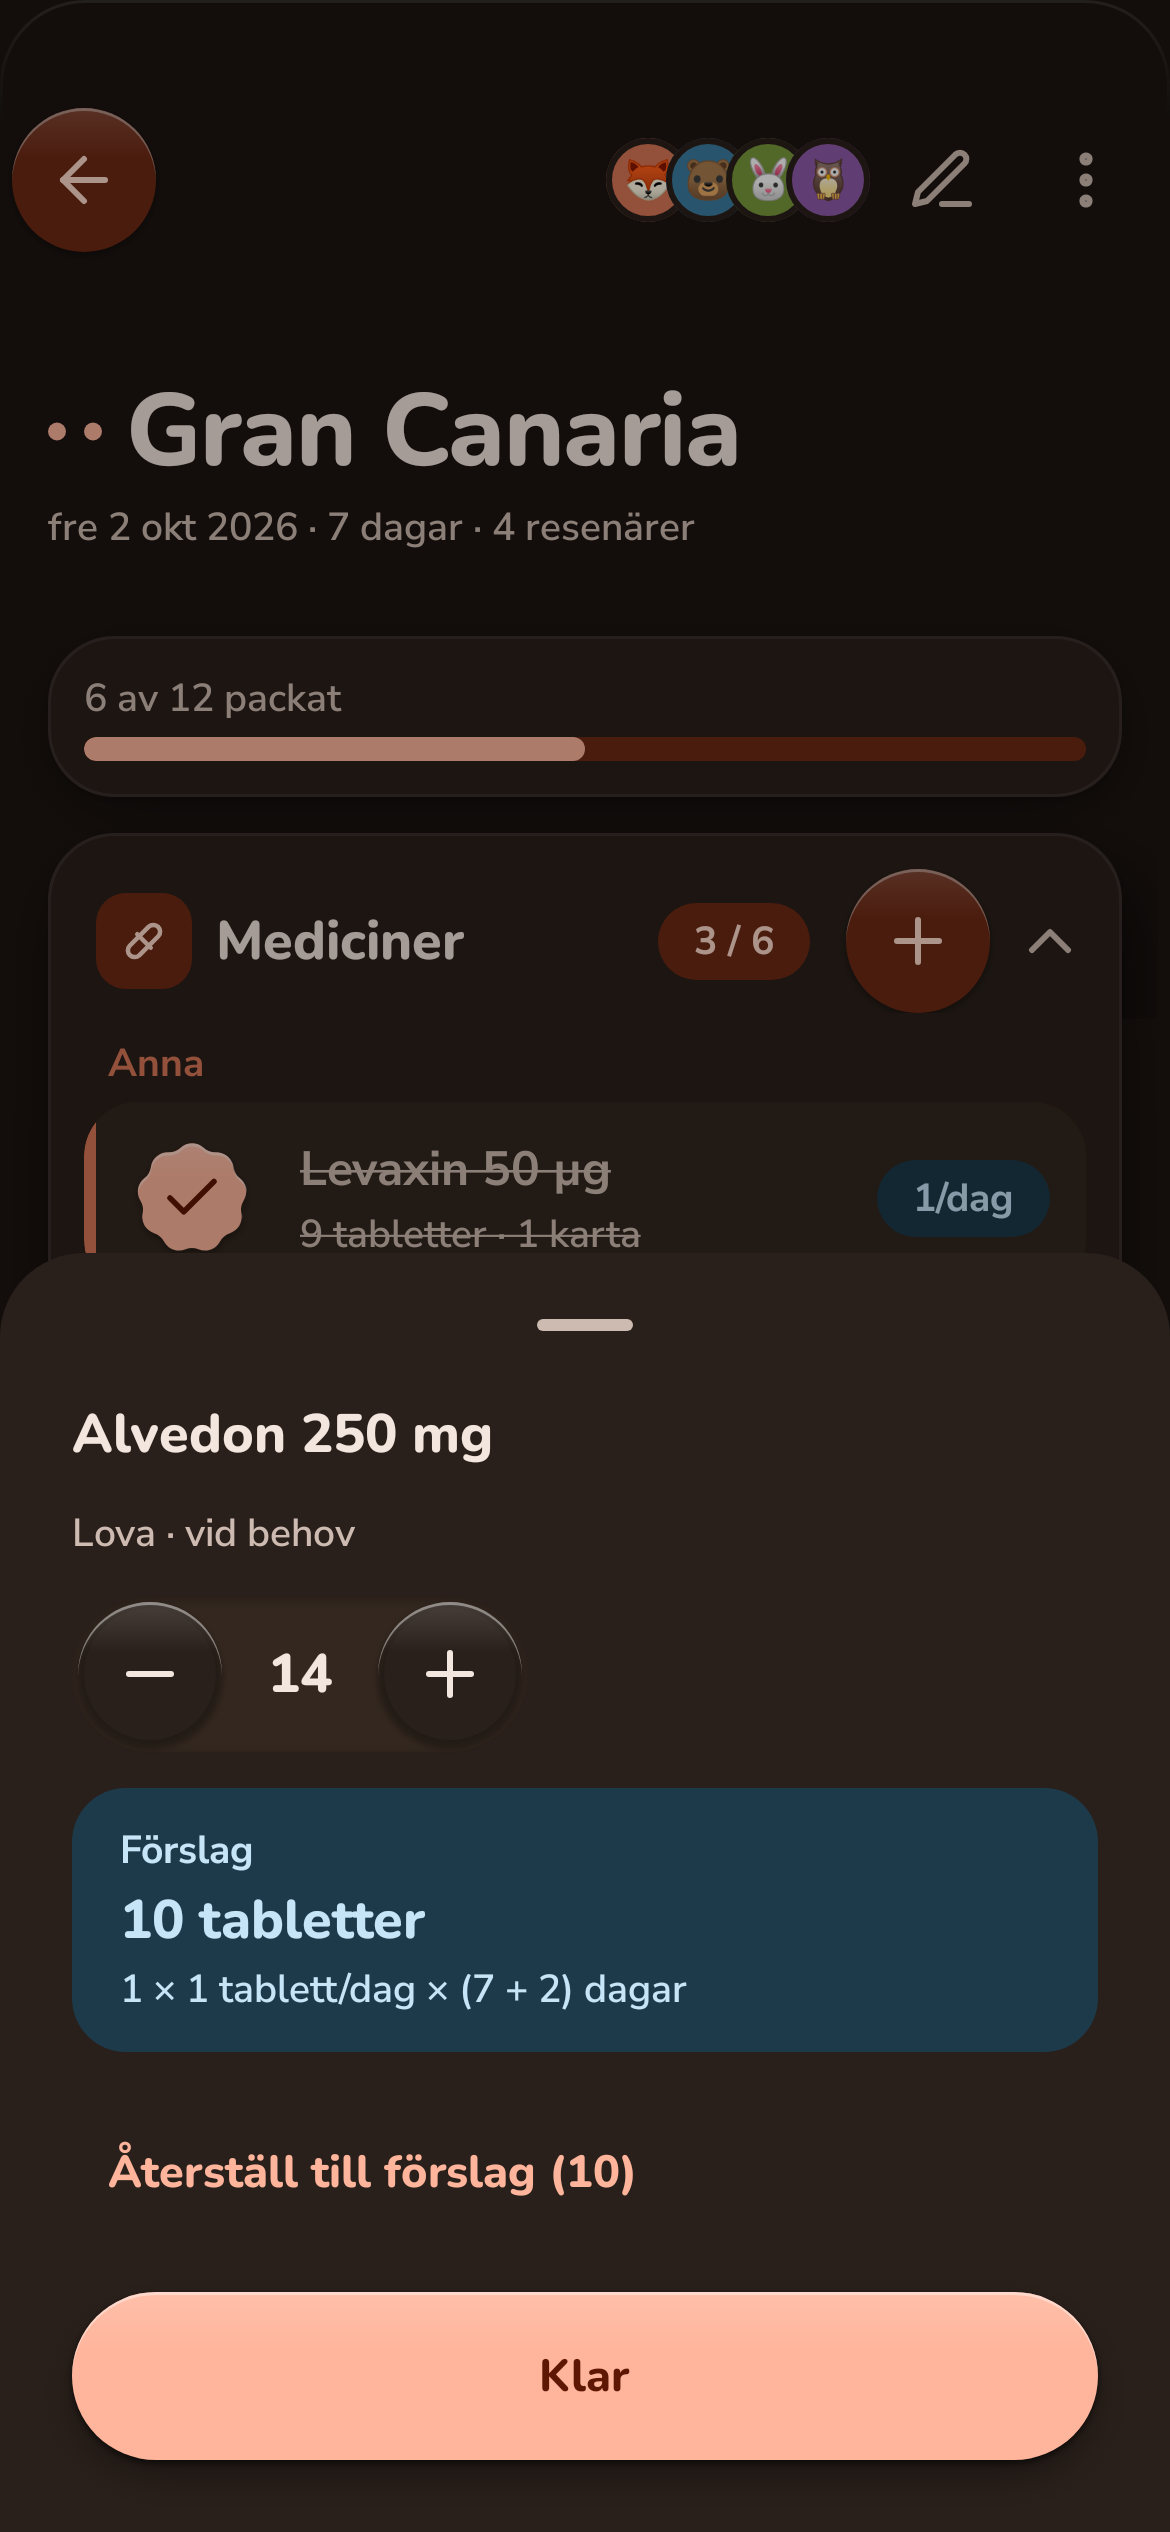 Gran Canaria
fre 2 okt 2026 · 7 dagar · 4 resenärer
6 av 12 packat
Mediciner
3 / 6
Anna
Levaxin 50 µg
1/dag
9 tabletter · 1 karta
Alvedon 250 mg
Lova · vid behov
14
Förslag
10 tabletter
1 × 1 tablett/dag × (7 + 2) dagar
Återställ till förslag (10)
Klar